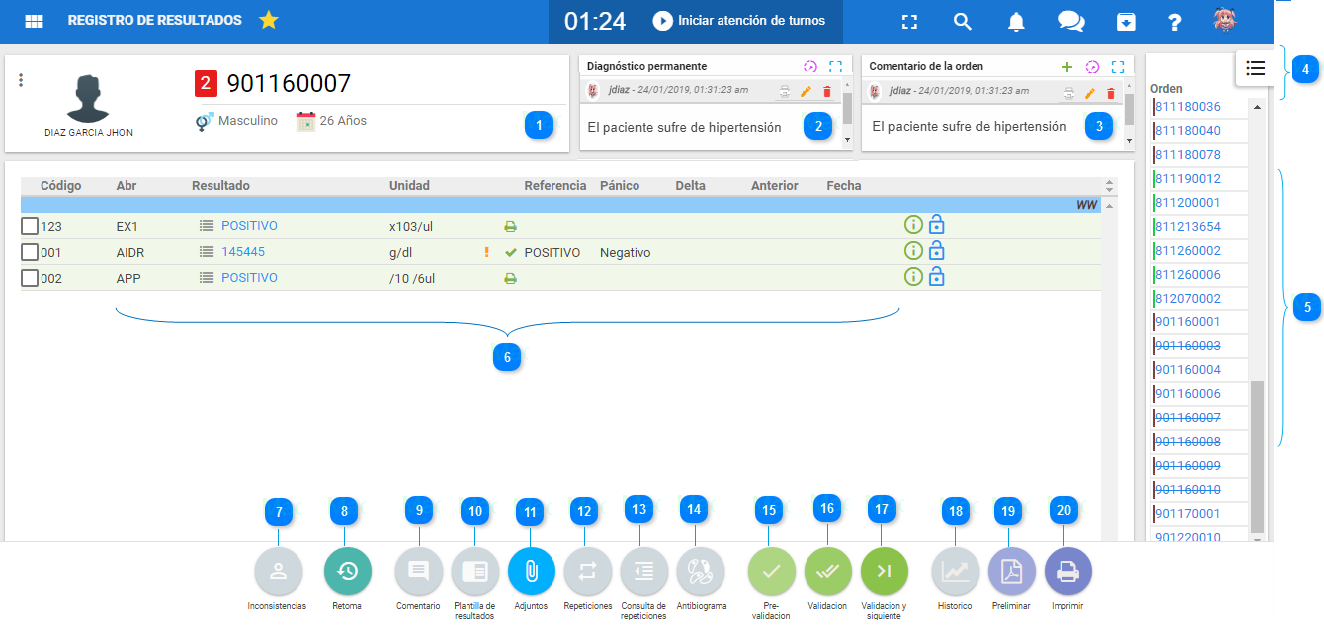 REGISTRO DE RESULTADOS
01:24
Iniciar atención de turnos
DIAZ GARCIA JHON
2
901160007
Masculino
26 Años
1
Diagnóstico permanente
jdiaz - 24/01/2019, 01:31:23 am
El paciente sufre de hipertensión
2
Comentario de la orden
jdiaz - 24/01/2019, 01:31:23 am
El paciente sufre de hipertensión
3
4
Código Abr Resultado Unidad Referencia Pánico Delta Anterior Fecha
WW
123 EX1 POSITIVO x103/ul
001 AIDR 145445 g/dl POSITIVO Negativo
002 APP POSITIVO /10 /6ul
6
Orden
811180036
811180040
811180078
811190012
811200001
811213654
811260002
811260006
812070002
901160001
901160003
901160004
901160006
901160007
901160008
901160009
901160010
901170001
901220010
5
7 8 9 10 11 12 13 14 15 16 17 18 19 20
Inconsistencias
Retoma
Comentario
Plantilla de
resultados
Adjuntos
Repeticiones
Consulta de
repeticiones
Antibiograma
Pre-
validacion
Validacion
Validacion y
siguiente
Historico
Preliminar
Imprimir